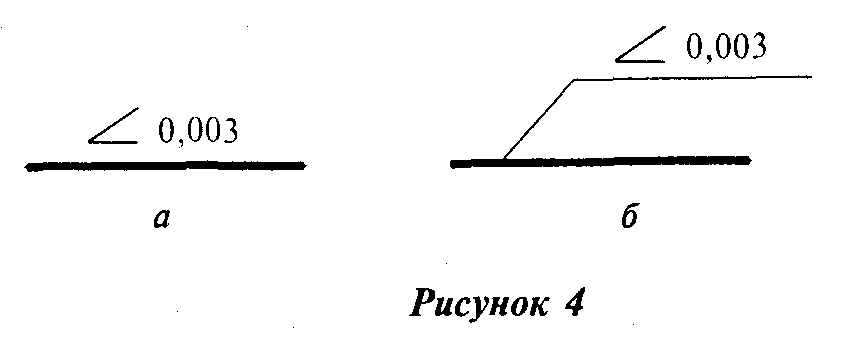 ∠ 0,003
∠ 0,003
а
б
Рисунок 4